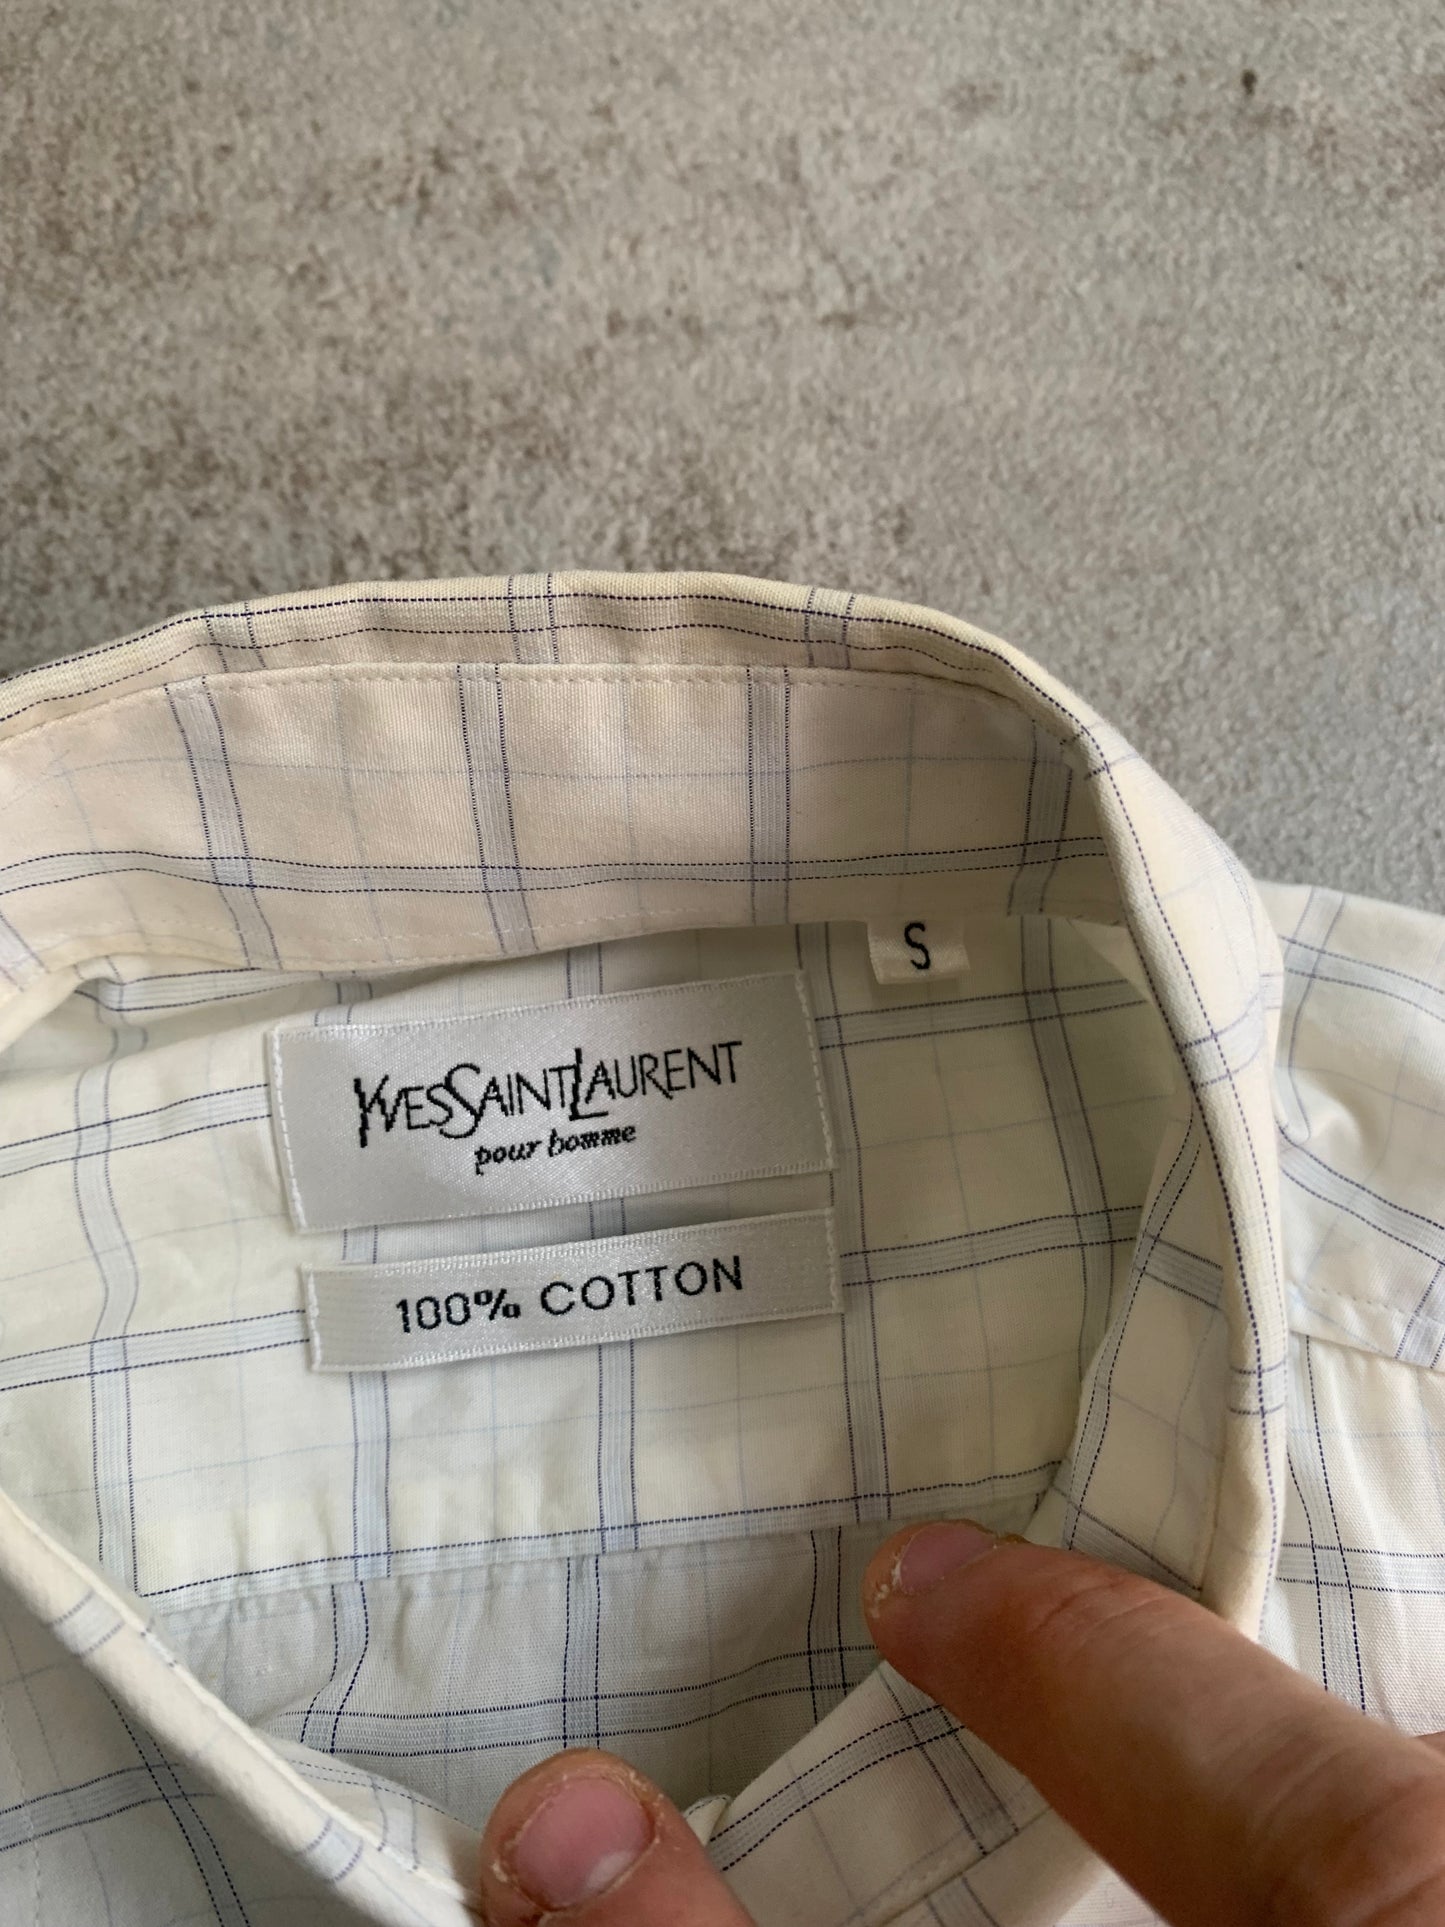 S
YVESSAINTLAURENT
pour homme
100% COTTON